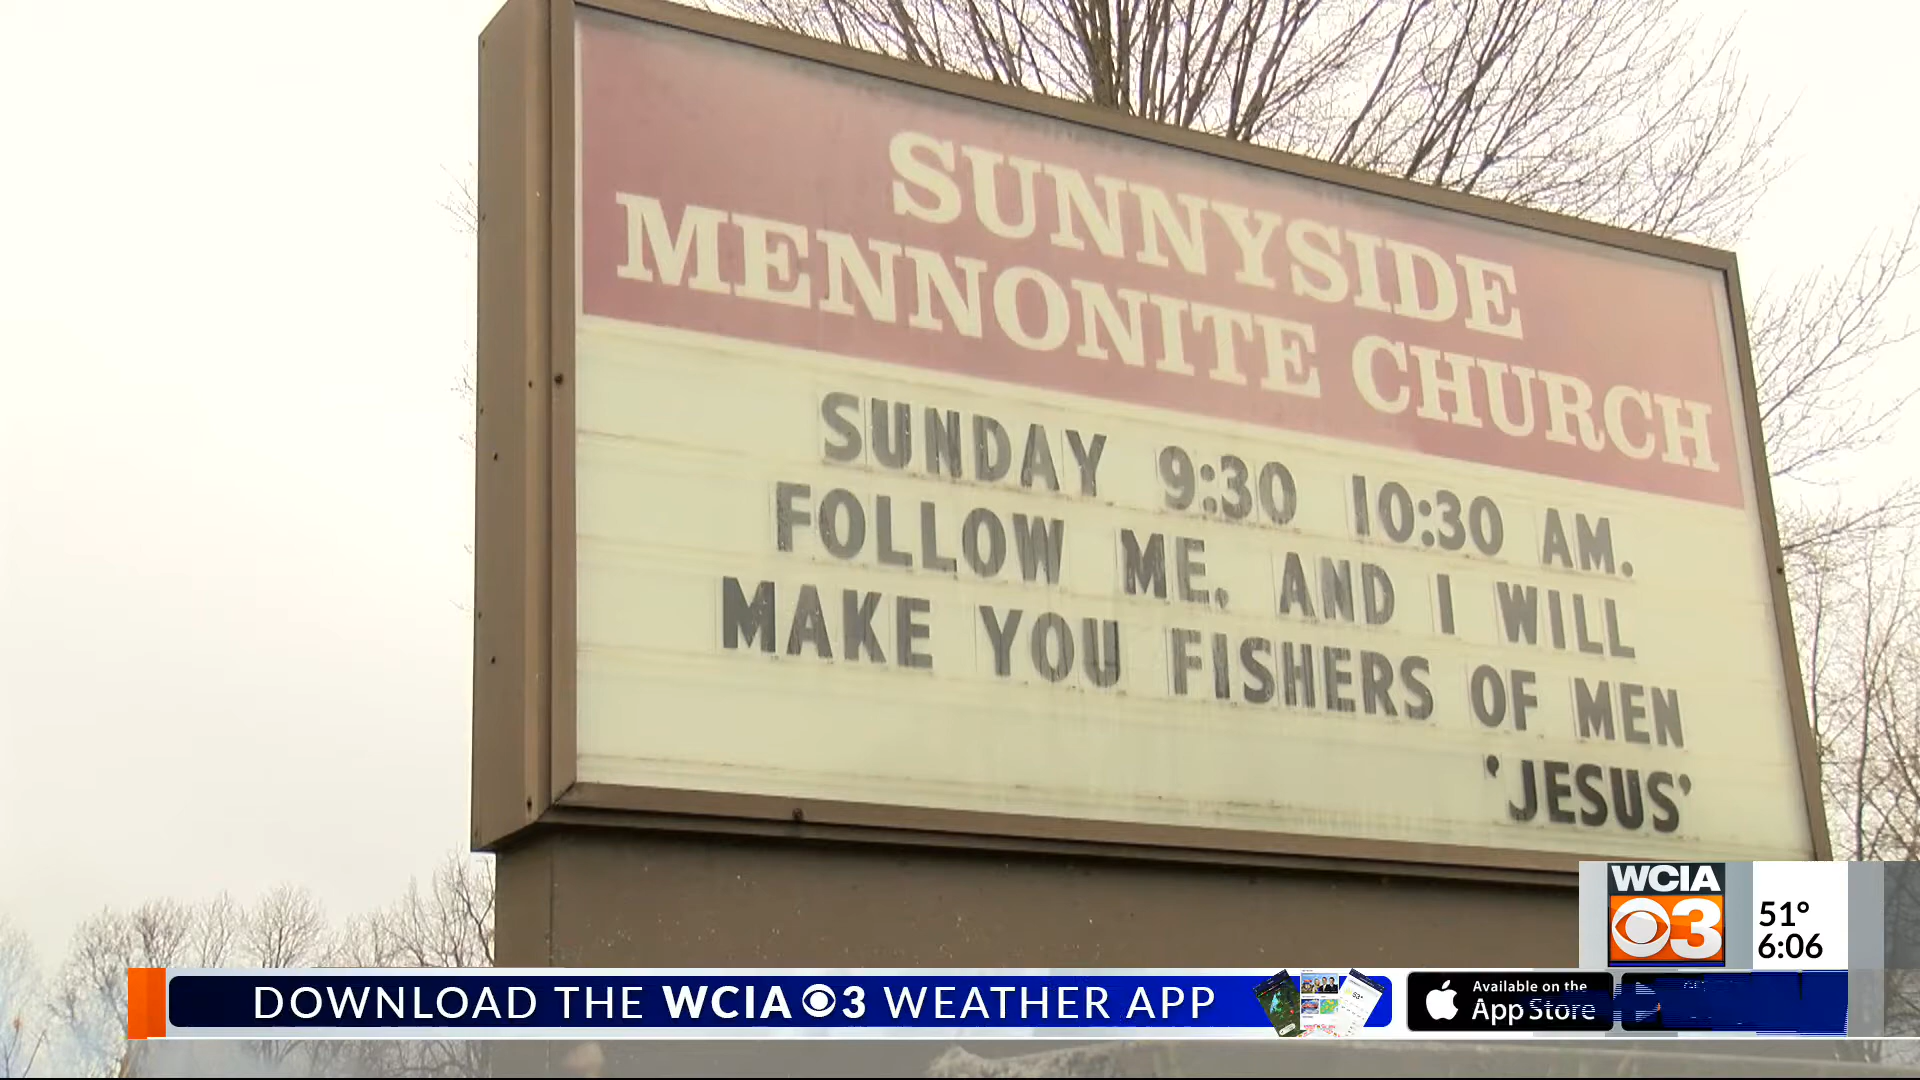 SUNNYSIDE
MENNONITE CHURCH
SUNDAY 9:30 10:30 AM.
FOLLOW ME. AND I WILL
MAKE YOU FISHERS OF MEN
'JESUS'
WCIA
3
51°
6:06
DOWNLOAD THE WCIA 3 WEATHER APP
Available on the
App Store